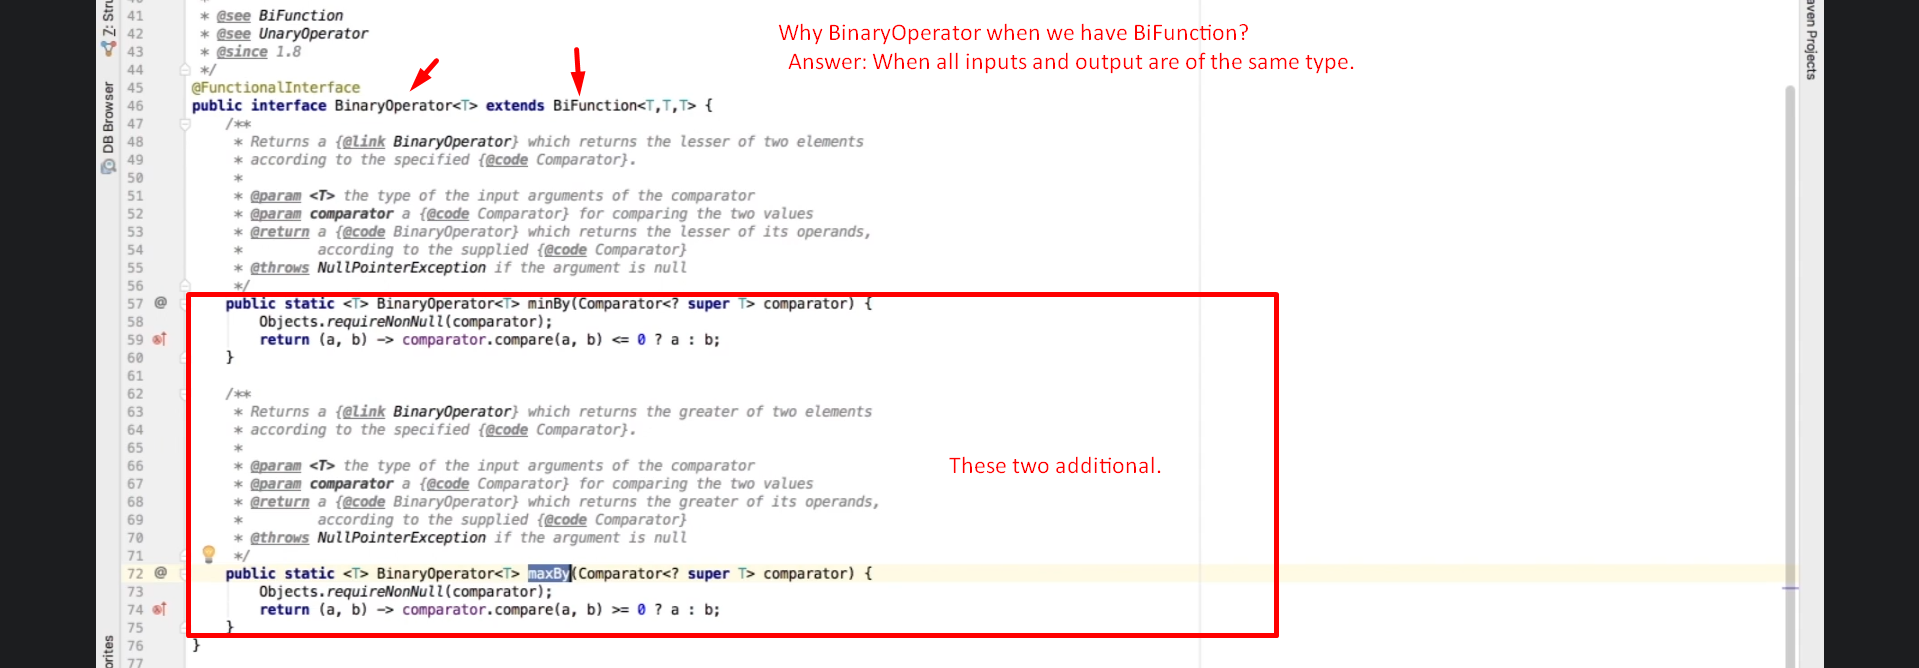 41 * @see BiFunction
42 * @see UnaryOperator
43 * @since 1.8
44 */
45 @FunctionalInterface
46 public interface BinaryOperator<T> extends BiFunction<T,T,T> {
47 /**
48 * Returns a {@link BinaryOperator} which returns the lesser of two elements
49 * according to the specified {@code Comparator}.
50 *
51 * @param <T> the type of the input arguments of the comparator
52 * @param comparator a {@code Comparator} for comparing the two values
53 * @return a {@code BinaryOperator} which returns the lesser of its operands,
54 * according to the supplied {@code Comparator}
55 * @throws NullPointerException if the argument is null
56 */
57 @ public static <T> BinaryOperator<T> minBy(Comparator<? super T> comparator) {
58 Objects.requireNonNull(comparator);
59 return (a, b) -> comparator.compare(a, b) <= 0 ? a : b;
60 }
61
62 /**
63 * Returns a {@link BinaryOperator} which returns the greater of two elements
64 * according to the specified {@code Comparator}.
65 *
66 * @param <T> the type of the input arguments of the comparator
67 * @param comparator a {@code Comparator} for comparing the two values
68 * @return a {@code BinaryOperator} which returns the greater of its operands,
69 * according to the supplied {@code Comparator}
70 * @throws NullPointerException if the argument is null
71 */
72 @ public static <T> BinaryOperator<T> maxBy(Comparator<? super T> comparator) {
73 Objects.requireNonNull(comparator);
74 return (a, b) -> comparator.compare(a, b) >= 0 ? a : b;
75 }
76 }
77
Why BinaryOperator when we have BiFunction?
Answer: When all inputs and output are of the same type.
These two additional.
DB Browser
Projects